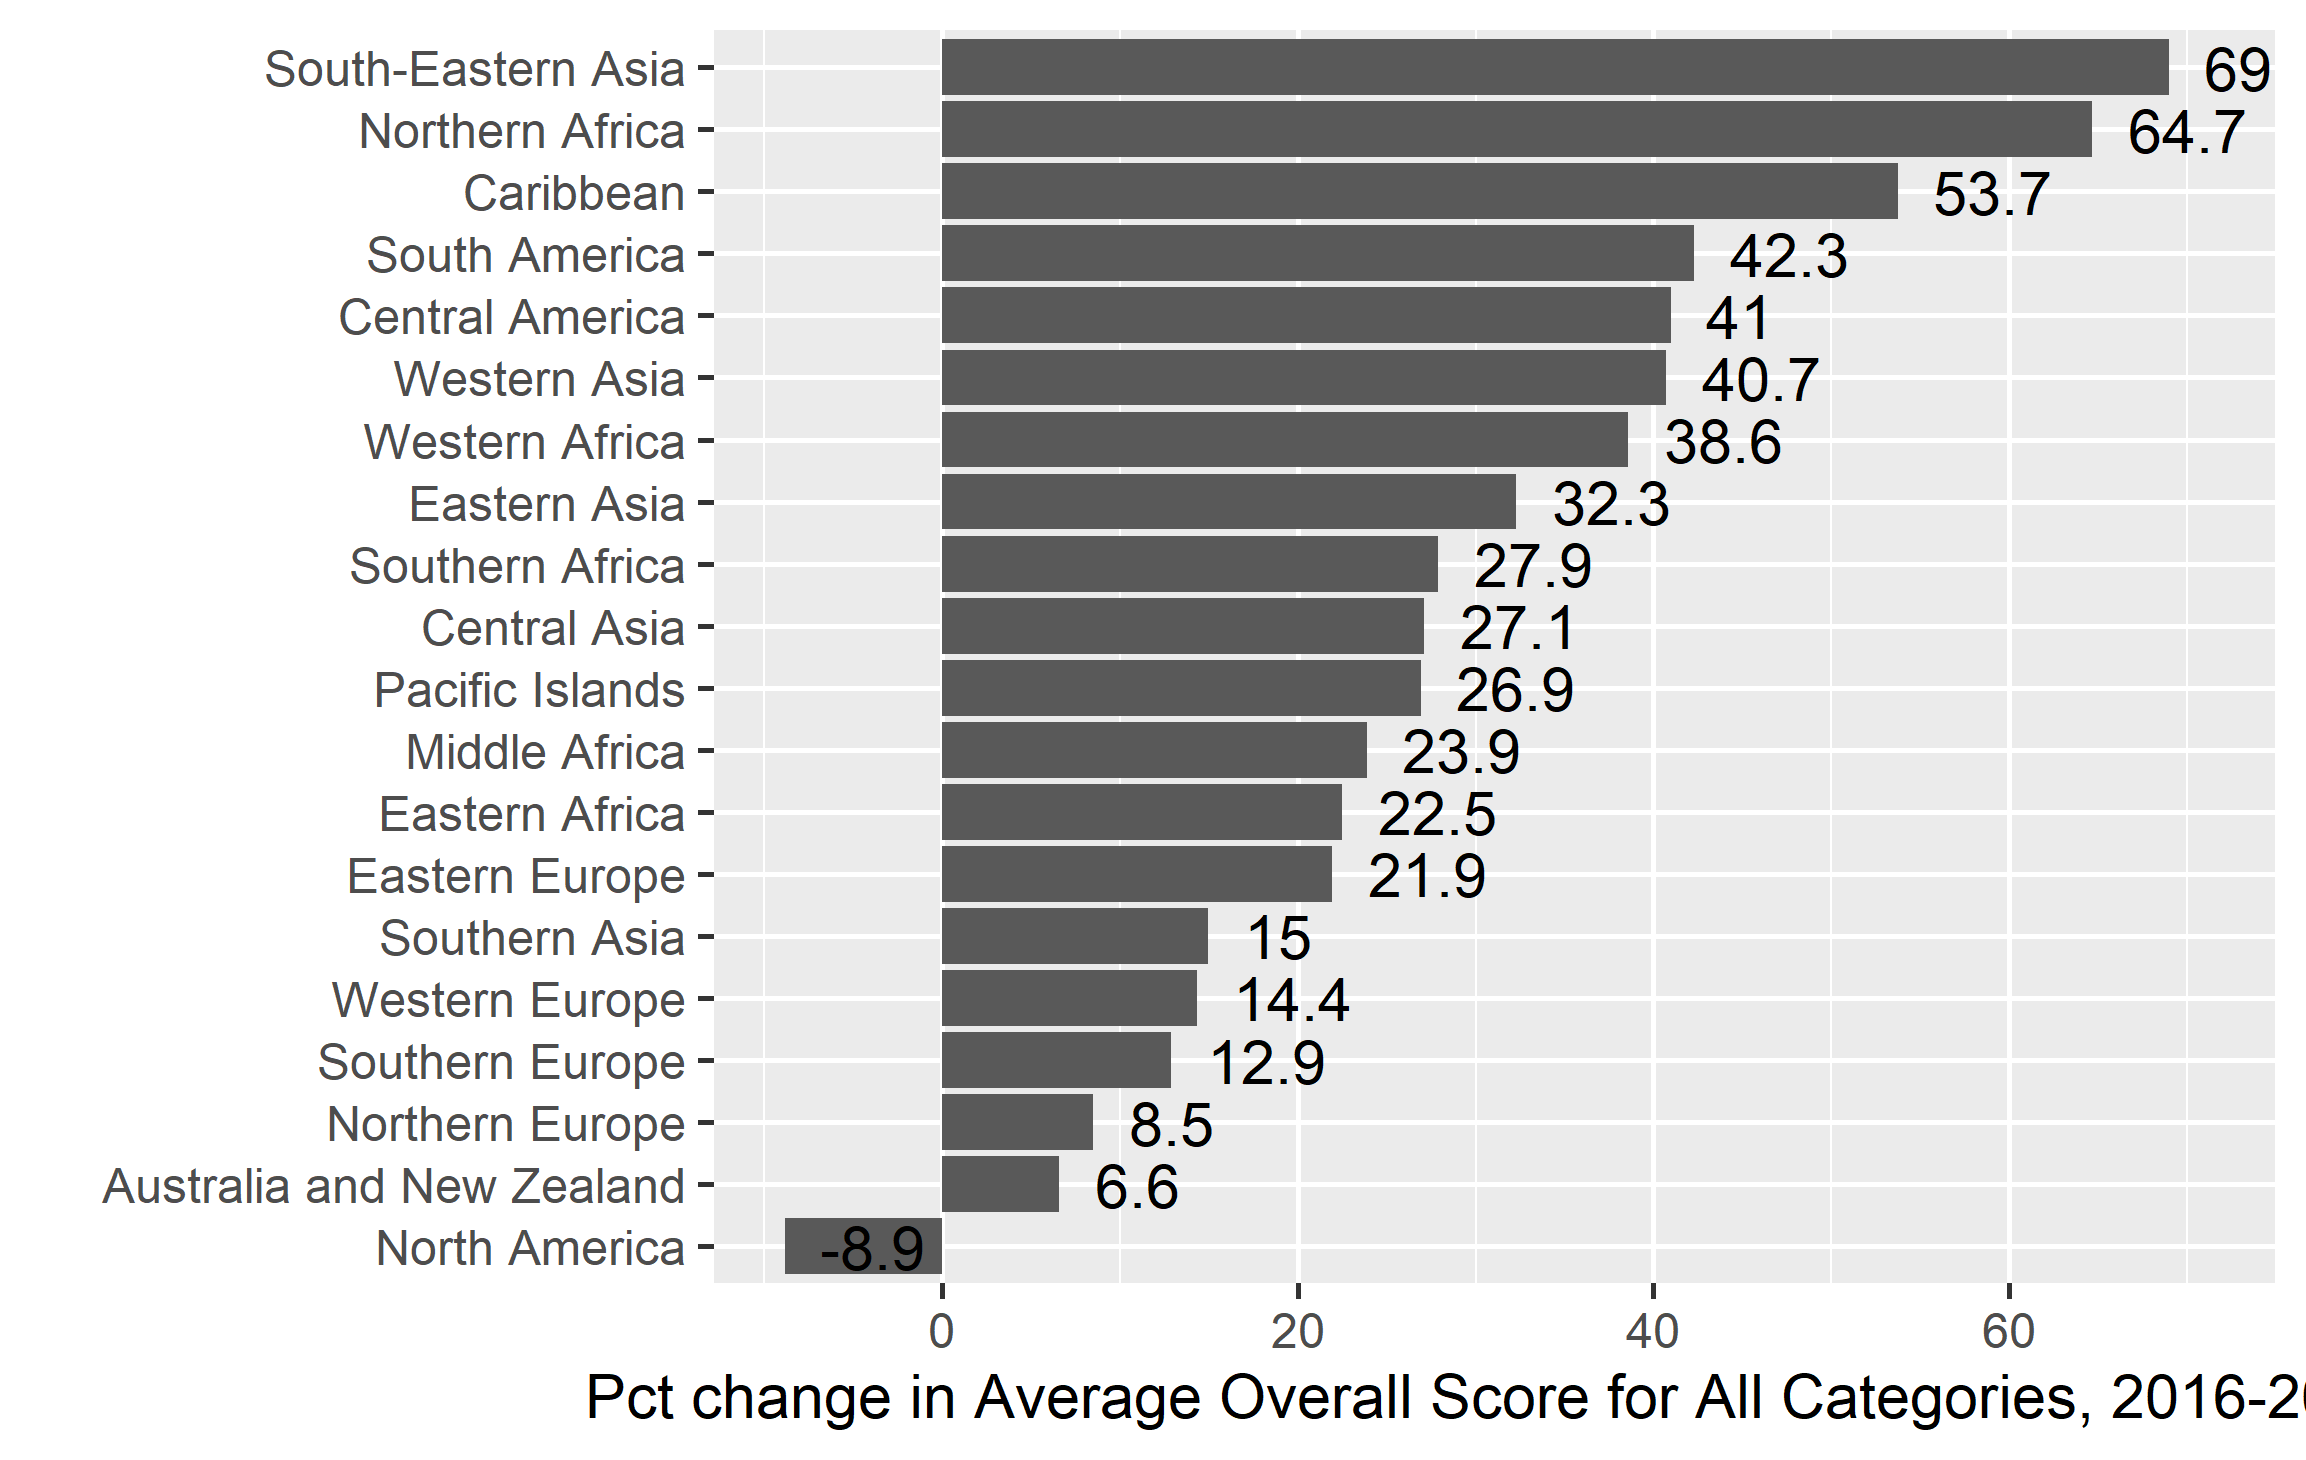 South-Eastern Asia 69
Northern Africa 64.7
Caribbean 53.7
South America 42.3
Central America 41
Western Asia 40.7
Western Africa 38.6
Eastern Asia 32.3
Southern Africa 27.9
Central Asia 27.1
Pacific Islands 26.9
Middle Africa 23.9
Eastern Africa 22.5
Eastern Europe 21.9
Southern Asia 15
Western Europe 14.4
Southern Europe 12.9
Northern Europe 8.5
Australia and New Zealand 6.6
North America -8.9
0 20 40 60
Pct change in Average Overall Score for All Categories,